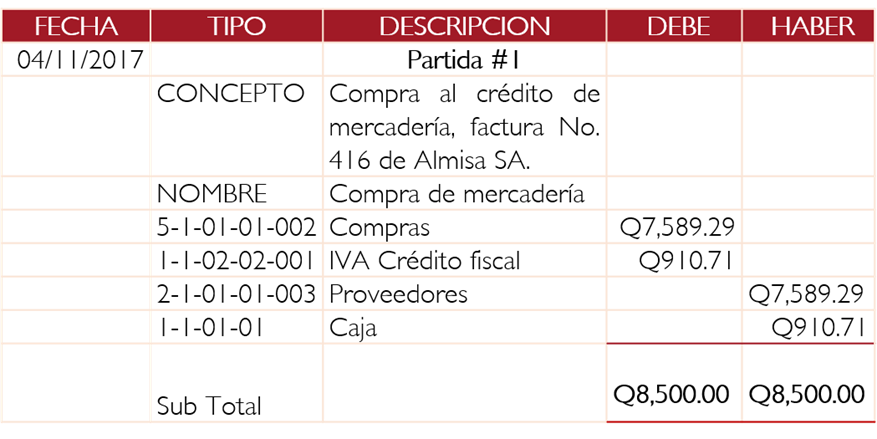 FECHA TIPO DESCRIPCION DEBE HABER
04/11/2017 Partida #1
CONCEPTO Compra al crédito de
mercadería, factura No.
416 de Almisa SA.
NOMBRE Compra de mercadería
5-1-01-01-002 Compras Q7,589.29
1-1-02-02-001 IVA Crédito fiscal Q910.71
2-1-01-01-003 Proveedores Q7,589.29
1-1-01-01 Caja Q910.71
Sub Total Q8,500.00 Q8,500.00